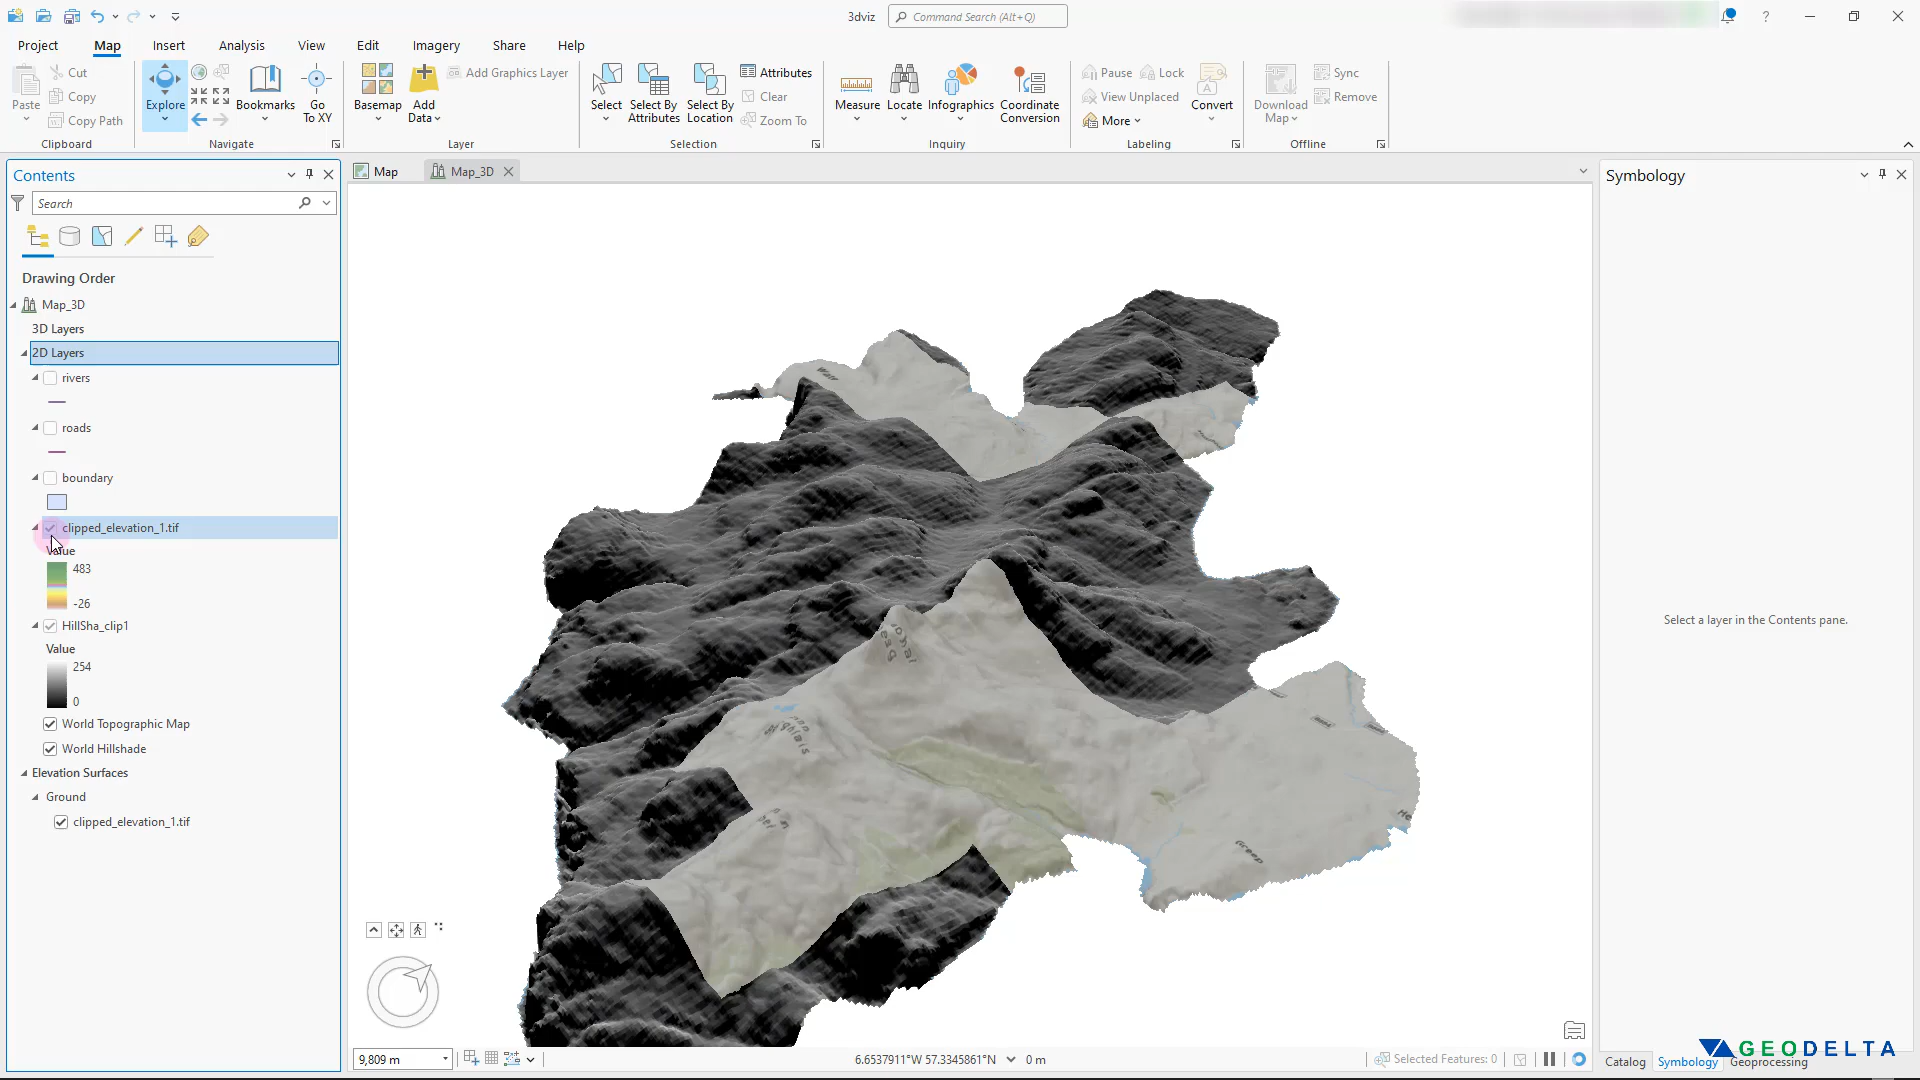 3dviz
Command Search (Alt+Q)
Project
Map
Insert
Analysis
View
Edit
Imagery
Share
Help
Paste
Cut
Copy
Copy Path
Clipboard
Explore
Bookmarks
Go
To XY
Navigate
Basemap
Add
Data
Add Graphics Layer
Layer
Select
Select By
Attributes
Select By
Location
Attributes
Clear
Zoom To
Selection
Measure
Locate
Infographics
Coordinate
Conversion
Inquiry
Pause
Lock
View Unplaced
More
Convert
Labeling
Download
Map
Sync
Remove
Offline
Contents
Search
Drawing Order
Map_3D
3D Layers
2D Layers
rivers
roads
boundary
clipped_elevation_1.tif
Value
483
-26
HillSha_clip1
Value
254
0
World Topographic Map
World Hillshade
Elevation Surfaces
Ground
clipped_elevation_1.tif
Map
Map_3D
Greep
9,809 m
6.6537911°W 57.3345861°N
0 m
Selected Features: 0
Symbology
Select a layer in the Contents pane.
GEODELTA
Catalog
Symbology
Geoprocessing